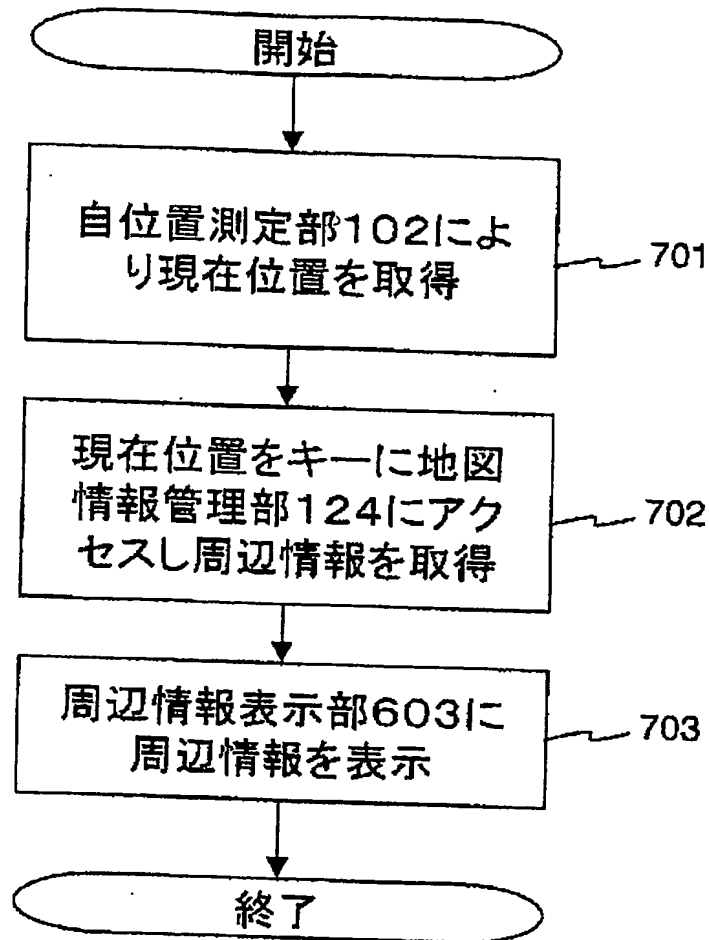 開始
自位置測定部102によ
り現在位置を取得
701
現在位置をキーに地図
情報管理部124にアク
セスし周辺情報を取得
702
周辺情報表示部603に
周辺情報を表示
703
終了